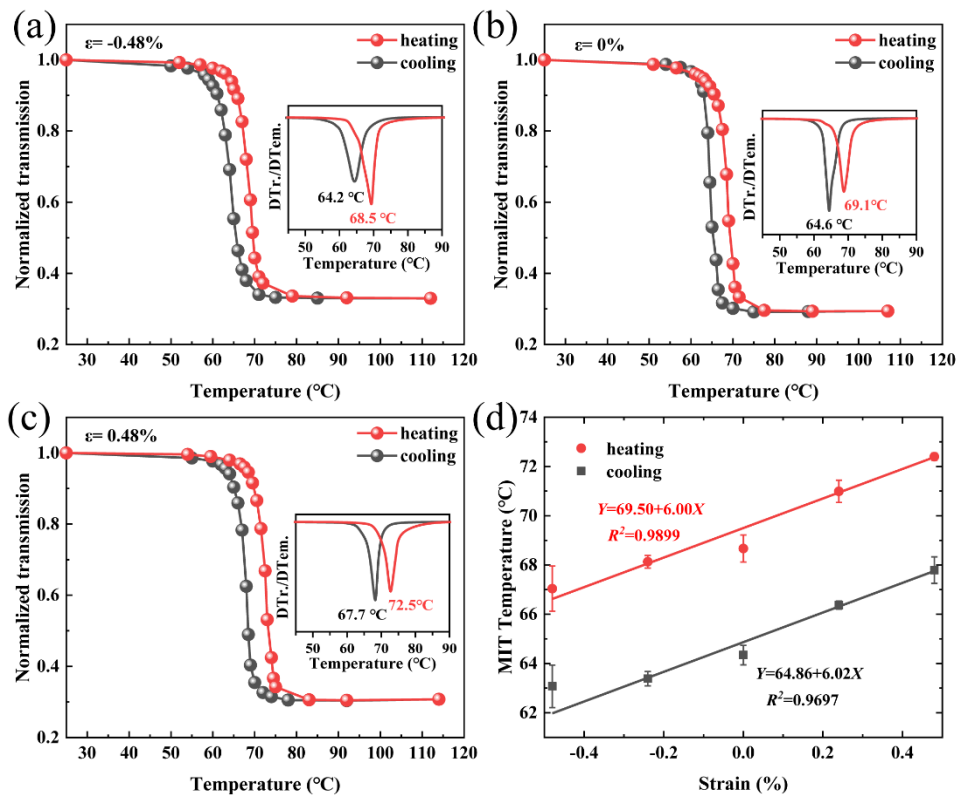 (a)
ε= -0.48%
heating
cooling
1.0
0.8
0.6
0.4
0.2
Normalized transmission
30 40 50 60 70 80 90 100 110 120
Temperature (°C)
DTr./DTem.
64.2 °C
68.5 °C
50 60 70 80 90
Temperature (°C)
(b)
ε= 0%
heating
cooling
1.0
0.8
0.6
0.4
0.2
Normalized transmission
30 40 50 60 70 80 90 100 110 120
Temperature (°C)
DTr./DTem.
69.1°C
64.6 °C
50 60 70 80 90
Temperature (°C)
(c)
ε= 0.48%
heating
cooling
1.0
0.8
0.6
0.4
0.2
Normalized transmission
30 40 50 60 70 80 90 100 110 120
Temperature (°C)
DTr./DTem.
72.5°C
67.7 °C
50 60 70 80 90
Temperature (°C)
(d)
heating
cooling
74
72
70
68
66
64
62
MIT Temperature (°C)
Y=69.50+6.00X
R²=0.9899
Y=64.86+6.02X
R²=0.9697
-0.4 -0.2 0.0 0.2 0.4
Strain (%)